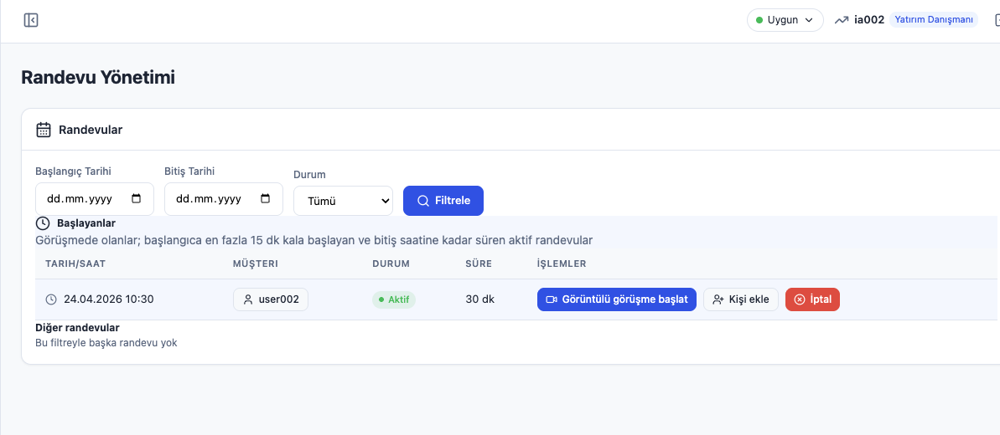 Uygun
ia002 Yatırım Danışmanı
Randevu Yönetimi
Randevular
Başlangıç Tarihi Bitiş Tarihi Durum
dd.mm.yyyy dd.mm.yyyy Tümü Filtrele
Başlayanlar
Görüşmede olanlar; başlangıca en fazla 15 dk kala başlayan ve bitiş saatine kadar süren aktif randevular
TARIH/SAAT MÜŞTERI DURUM SÜRE İŞLEMLER
24.04.2026 10:30 user002 Aktif 30 dk Görüntülü görüşme başlat Kişi ekle İptal
Diğer randevular
Bu filtreyle başka randevu yok